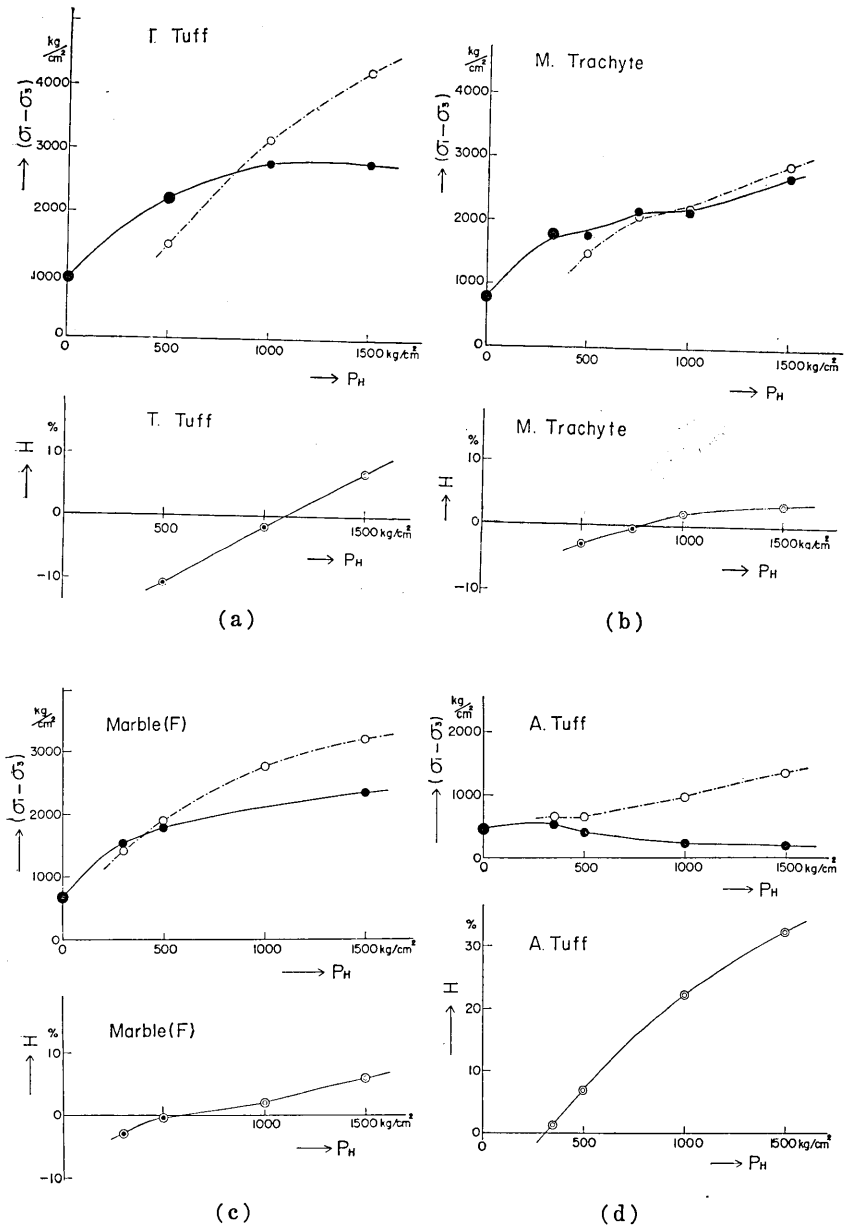 kg/cm²
Γ. Tuff
→ (σ₁-σ₃)
4000
3000
2000
1000
0
0 500 1000 1500 kg/cm²
→ P_H
T. Tuff
%
→ H
10
0
-10
500 1000 1500 kg/cm²
→ P_H
(a)
kg/cm²
M. Trachyte
→ (σ₁-σ₃)
4000
3000
2000
1000
0
0 500 1000 1500 kg/cm²
→ P_H
M. Trachyte
%
→ H
10
0
-10
1000 1500 kg/cm²
→ P_H
(b)
kg/cm²
Marble(F)
→ (σ₁-σ₃)
3000
2000
1000
0
0 500 1000 1500 kg/cm²
→ P_H
Marble(F)
%
→ H
10
0
-10
1000 1500 kg/cm²
→ P_H
(c)
kg/cm²
A. Tuff
→ (σ₁-σ₃)
2000
1000
0
0 500 1000 1500 kg/cm²
→ P_H
A. Tuff
%
→ H
30
20
10
0
0 500 1000 1500 kg/cm²
→ P_H
(d)